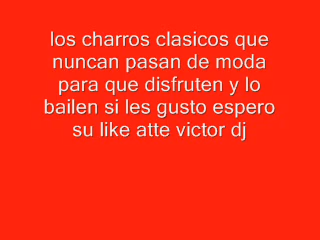 los charros clasicos que
nuncan pasan de moda
para que disfruten y lo
bailen si les gusto espero
su like atte victor dj